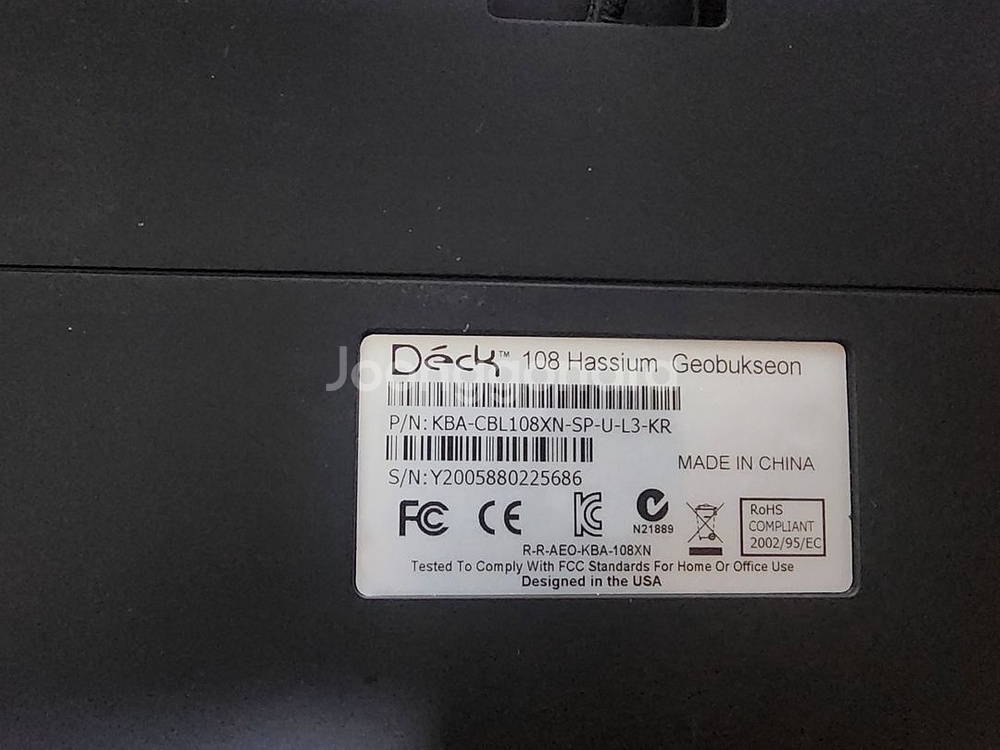 Déck™ 108 Hassium Geobukseon
Joonggonara
P/N: KBA-CBL108XN-SP-U-L3-KR
S/N: Y2005880225686
MADE IN CHINA
FC CE KC N21889
RoHS
COMPLIANT
2002/95/EC
R-R-AEO-KBA-108XN
Tested To Comply With FCC Standards For Home Or Office Use
Designed in the USA